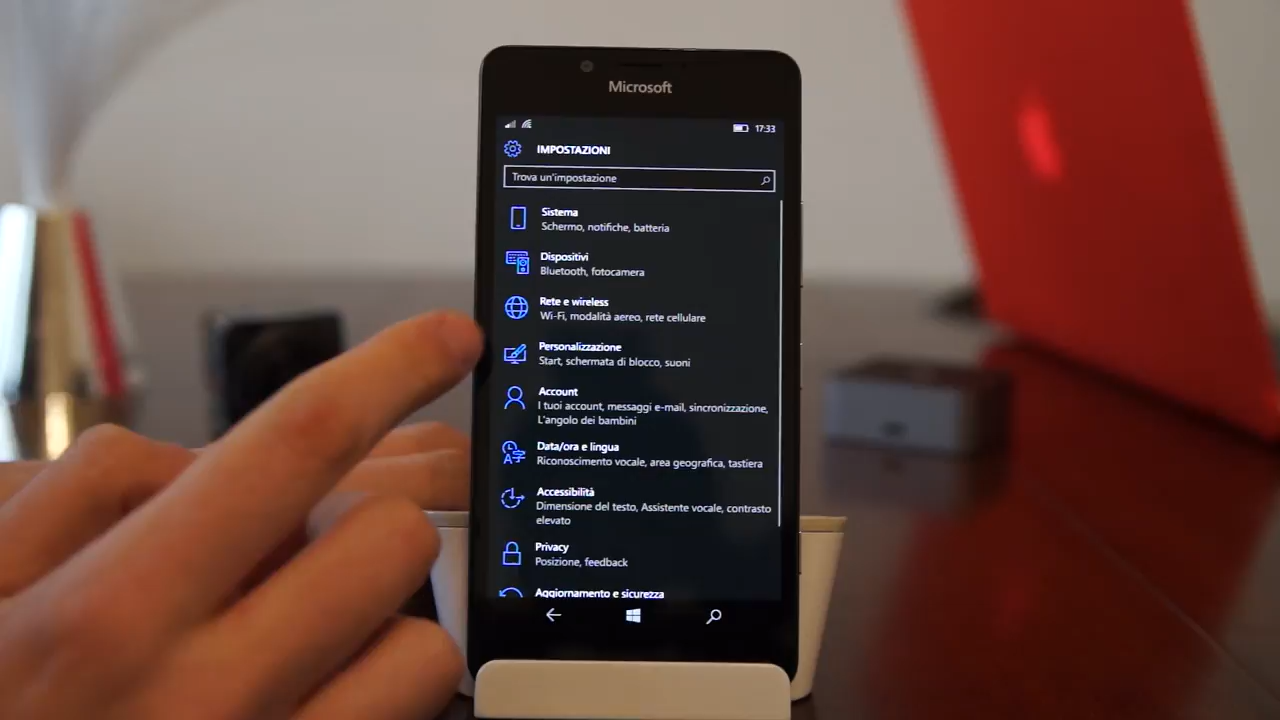 Microsoft
17:33
IMPOSTAZIONI
Trova un'impostazione
Sistema
Schermo, notifiche, batteria
Dispositivi
Bluetooth, fotocamera
Rete e wireless
Wi-Fi, modalità aereo, rete cellulare
Personalizzazione
Start, schermata di blocco, suoni
Account
I tuoi account, messaggi e-mail, sincronizzazione,
L'angolo dei bambini
Data/ora e lingua
Riconoscimento vocale, area geografica, tastiera
Accessibilità
Dimensione del testo, Assistente vocale, contrasto
elevato
Privacy
Posizione, feedback
Aggiornamento e sicurezza